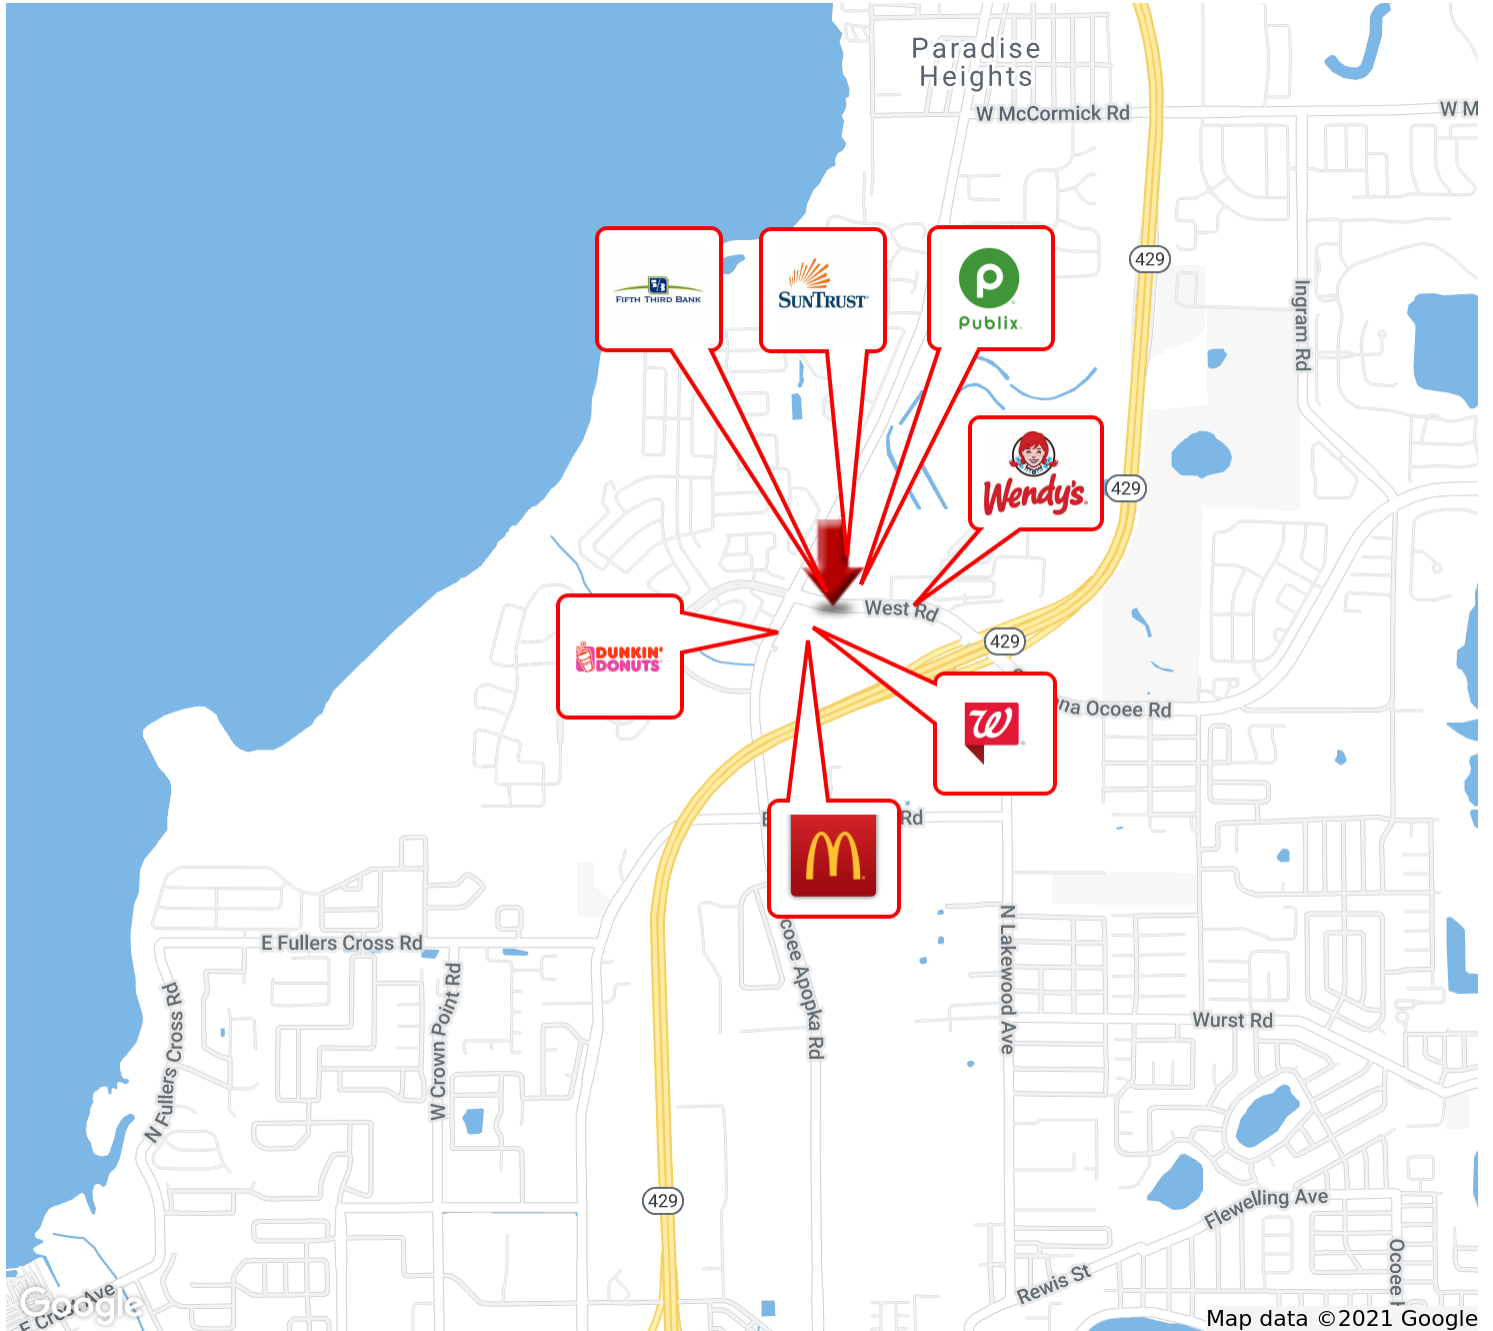 Paradise
Heights
W McCormick Rd
W M
429
Ingram Rd
FIFTH THIRD BANK
SUNTRUST
Publix
Wendy's
429
West Rd
429
DUNKIN'
DONUTS
na Ocoee Rd
W
E
Rd
M
E Fullers Cross Rd
N Fullers Cross Rd
W Crown Point Rd
coee Apopka Rd
N Lakewood Ave
Wurst Rd
429
Flewelling Ave
Rewis St
Ocoee
E Crest Ave
Google
Map data ©2021 Google